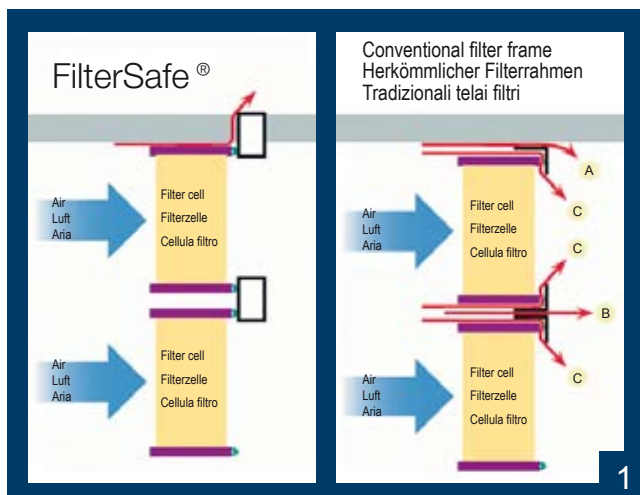 FilterSafe ®
Air
Luft
Aria
Filter cell
Filterzelle
Cellula filtro
Air
Luft
Aria
Filter cell
Filterzelle
Cellula filtro
Conventional filter frame
Herkömmlicher Filterrahmen
Tradizionali telai filtri
A
C
Air
Luft
Aria
Filter cell
Filterzelle
Cellula filtro
C
B
C
Air
Luft
Aria
Filter cell
Filterzelle
Cellula filtro
1